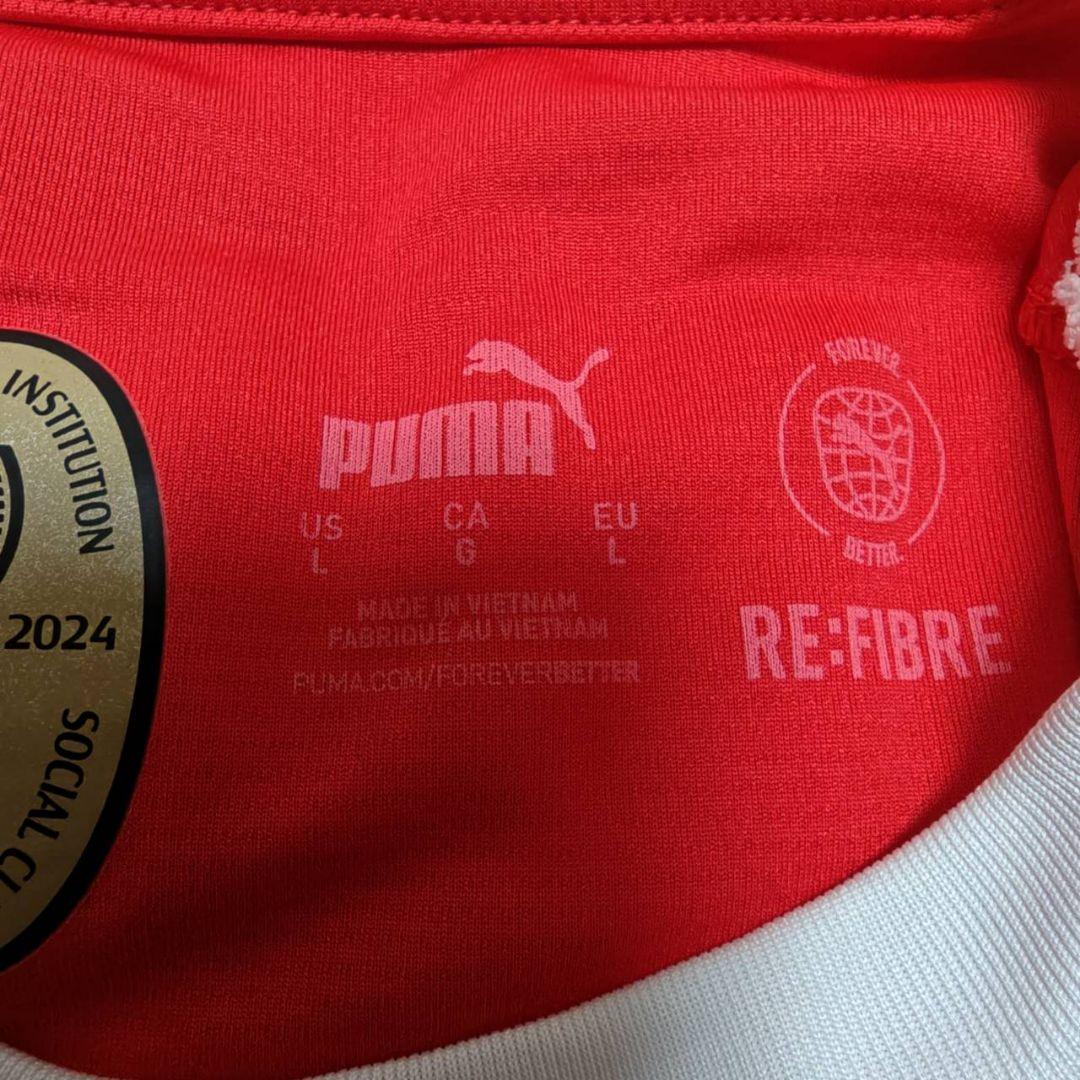 INSTITUTION
2024
SOCIAL
PUMA
US CA EU
L G L
MADE IN VIETNAM
FABRIQUÉ AU VIETNAM
PUMA.COM/FOREVERBETTER
FOREVER
BETTER.
RE:FIBRE